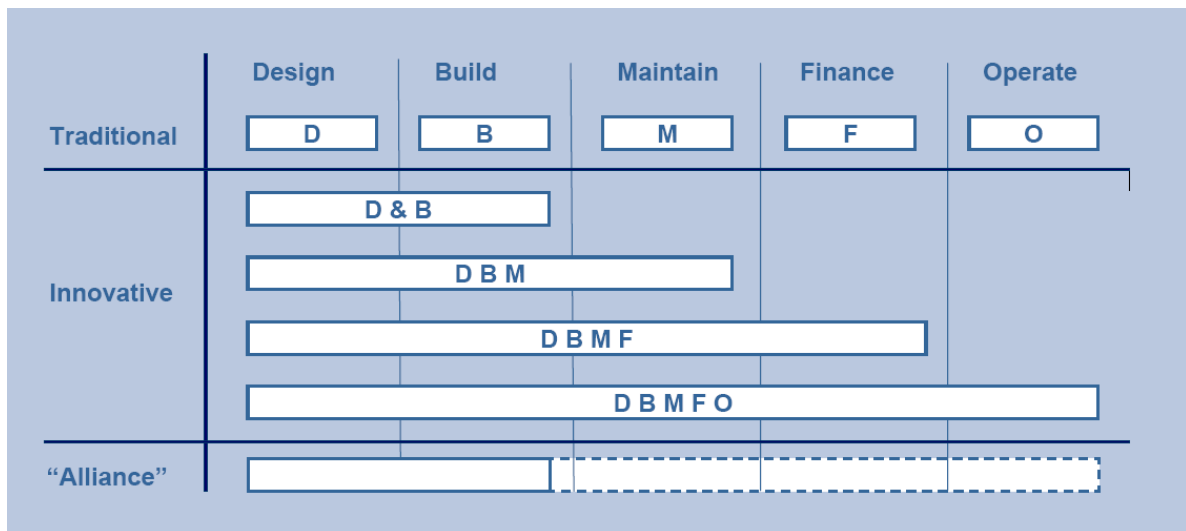 Design Build Maintain Finance Operate
Traditional D B M F O
D & B
D B M
Innovative
D B M F
D B M F O
“Alliance”